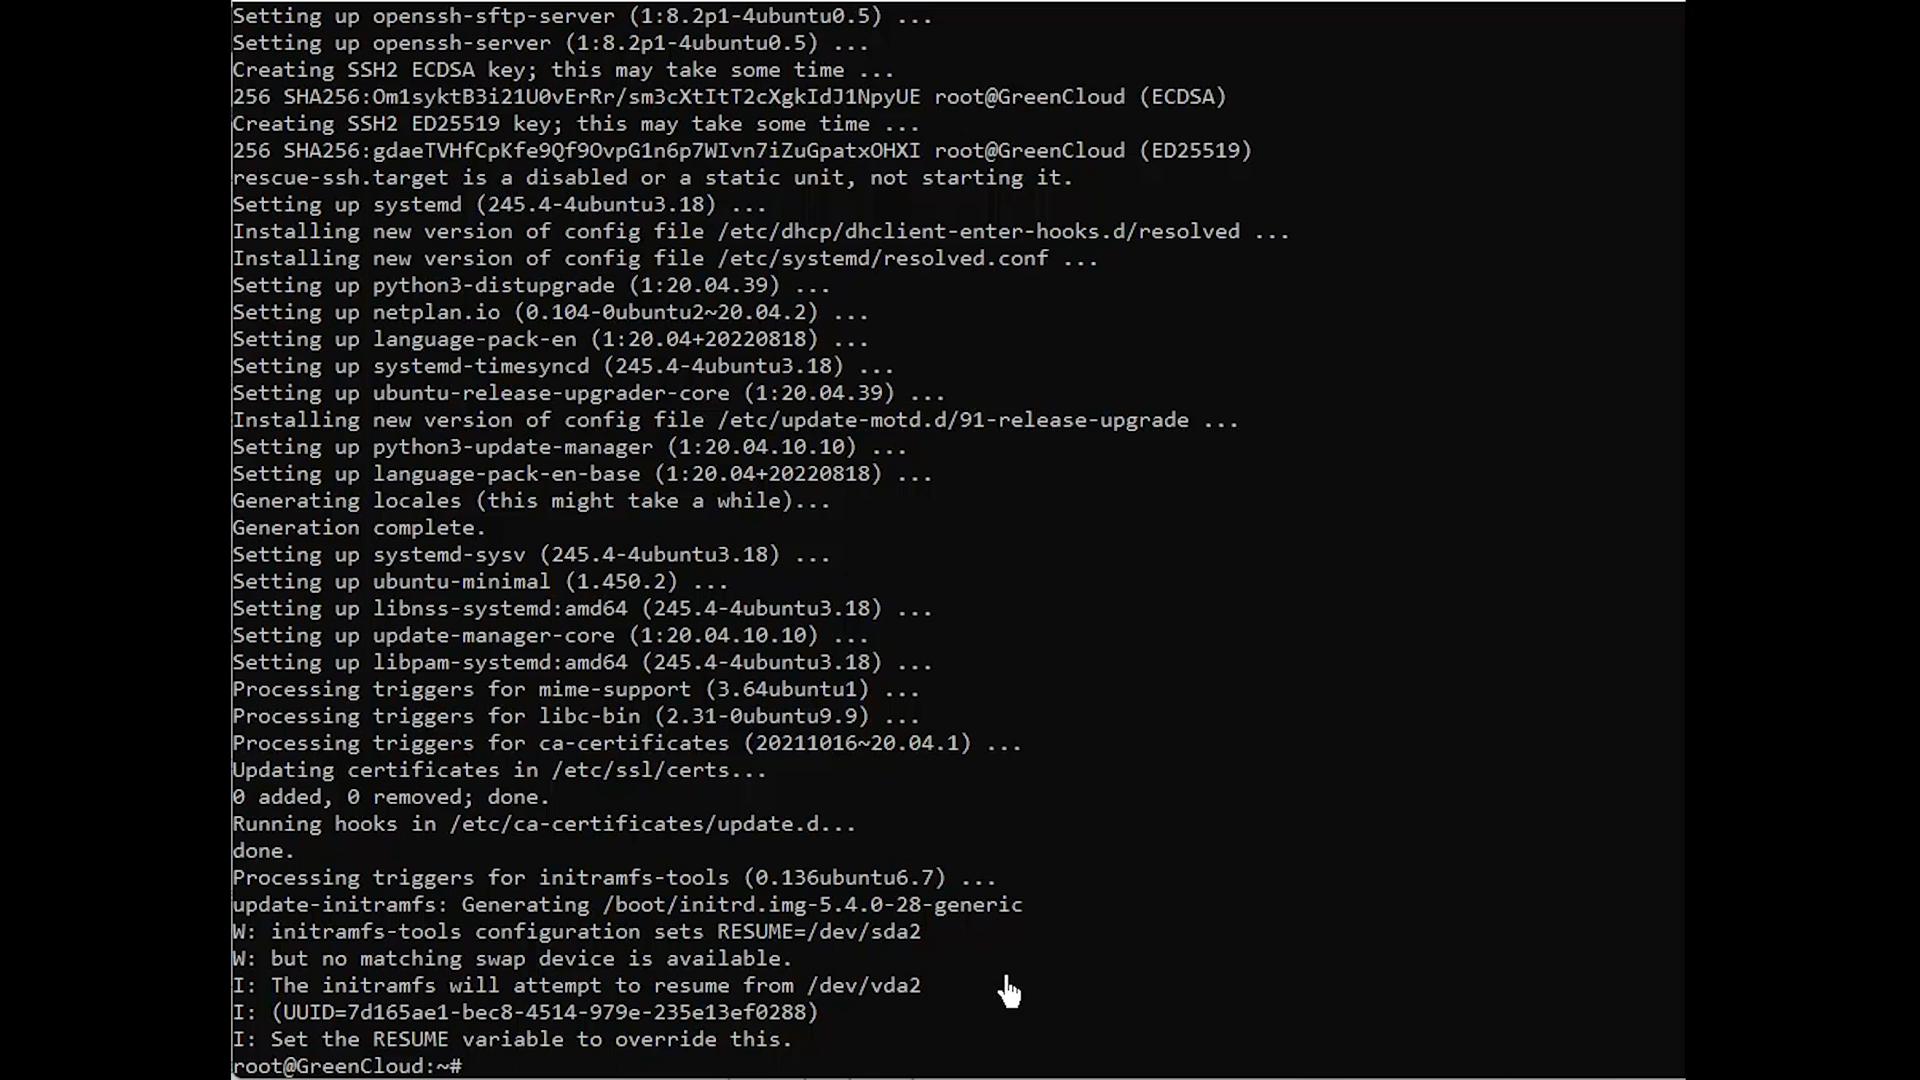 Setting up openssh-sftp-server (1:8.2p1-4ubuntu0.5) ...
Setting up openssh-server (1:8.2p1-4ubuntu0.5) ...
Creating SSH2 ECDSA key; this may take some time ...
256 SHA256:Om1syktB3i21U0vErRr/sm3cXtItT2cXgkIdJ1NpyUE root@GreenCloud (ECDSA)
Creating SSH2 ED25519 key; this may take some time ...
256 SHA256:gdaeTVHfCpKfe9Qf9OvpG1n6p7WIvn7iZuGpatxOHXI root@GreenCloud (ED25519)
rescue-ssh.target is a disabled or a static unit, not starting it.
Setting up systemd (245.4-4ubuntu3.18) ...
Installing new version of config file /etc/dhcp/dhclient-enter-hooks.d/resolved ...
Installing new version of config file /etc/systemd/resolved.conf ...
Setting up python3-distupgrade (1:20.04.39) ...
Setting up netplan.io (0.104-0ubuntu2~20.04.2) ...
Setting up language-pack-en (1:20.04+20220818) ...
Setting up systemd-timesyncd (245.4-4ubuntu3.18) ...
Setting up ubuntu-release-upgrader-core (1:20.04.39) ...
Installing new version of config file /etc/update-motd.d/91-release-upgrade ...
Setting up python3-update-manager (1:20.04.10.10) ...
Setting up language-pack-en-base (1:20.04+20220818) ...
Generating locales (this might take a while)...
Generation complete.
Setting up systemd-sysv (245.4-4ubuntu3.18) ...
Setting up ubuntu-minimal (1.450.2) ...
Setting up libnss-systemd:amd64 (245.4-4ubuntu3.18) ...
Setting up update-manager-core (1:20.04.10.10) ...
Setting up libpam-systemd:amd64 (245.4-4ubuntu3.18) ...
Processing triggers for mime-support (3.64ubuntu1) ...
Processing triggers for libc-bin (2.31-0ubuntu9.9) ...
Processing triggers for ca-certificates (20211016~20.04.1) ...
Updating certificates in /etc/ssl/certs...
0 added, 0 removed; done.
Running hooks in /etc/ca-certificates/update.d...
done.
Processing triggers for initramfs-tools (0.136ubuntu6.7) ...
update-initramfs: Generating /boot/initrd.img-5.4.0-28-generic
W: initramfs-tools configuration sets RESUME=/dev/sda2
W: but no matching swap device is available.
I: The initramfs will attempt to resume from /dev/vda2
I: (UUID=7d165ae1-bec8-4514-979e-235e13ef0288)
I: Set the RESUME variable to override this.
root@GreenCloud:~#